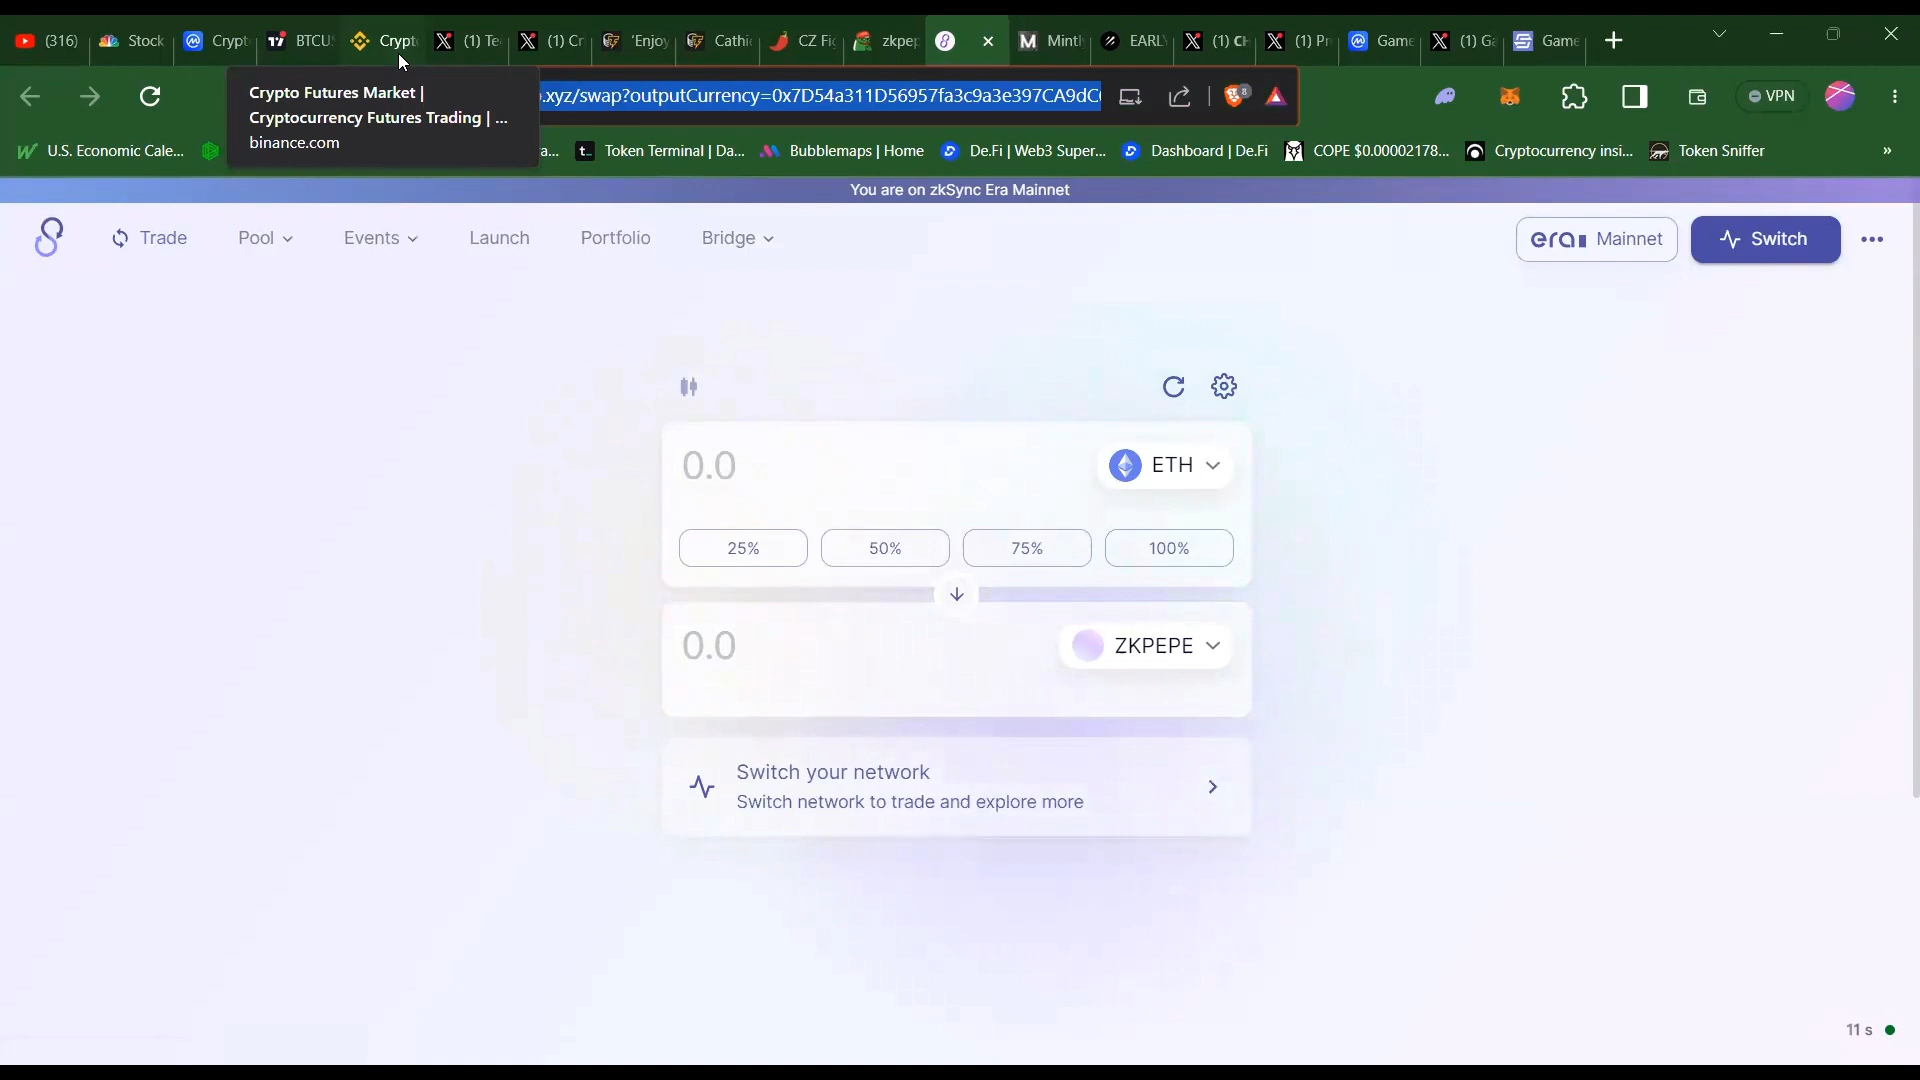 (316)
Stock
Crypt
BTCU
Crypt
(1) Te
(1) Cr
'Enjoy
Cathi
CZ Fi
zkpep
Mintl
EARL
(1) CH
(1) Pr
Game
(1) Ga
Game
Crypto Futures Market |
Cryptocurrency Futures Trading | ...
binance.com
.xyz/swap?outputCurrency=0x7D54a311D56957fa3c9a3e397CA9dC
8
VPN
U.S. Economic Cale...
a...
Token Terminal | Da...
Bubblemaps | Home
De.Fi | Web3 Super...
Dashboard | De.Fi
COPE $0.00002178...
Cryptocurrency insi...
Token Sniffer
»
You are on zkSync Era Mainnet
Trade
Pool
Events
Launch
Portfolio
Bridge
era Mainnet
Switch
0.0
ETH
25%
50%
75%
100%
0.0
ZKPEPE
Switch your network
Switch network to trade and explore more
11 s